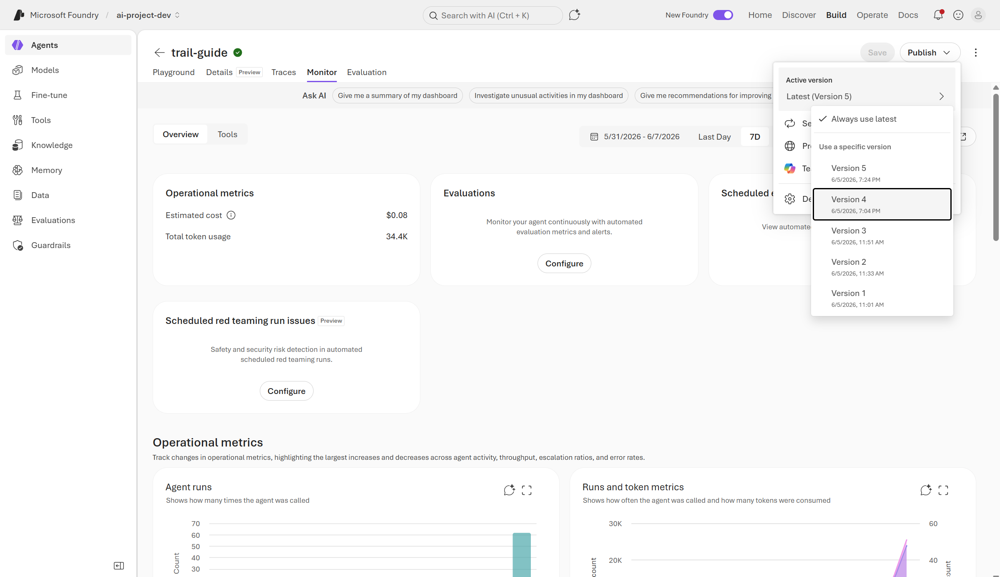 Microsoft Foundry / ai-project-dev
Search with AI (Ctrl + K)
New Foundry
Home
Discover
Build
Operate
Docs
Agents
Models
Fine-tune
Tools
Knowledge
Memory
Data
Evaluations
Guardrails
trail-guide
Save
Publish
Playground
Details Preview
Traces
Monitor
Evaluation
Ask AI
Give me a summary of my dashboard
Investigate unusual activities in my dashboard
Give me recommendations for improving
Active version
Latest (Version 5)
Always use latest
Use a specific version
Version 5
6/5/2026, 7:24 PM
Version 4
6/5/2026, 7:04 PM
Version 3
6/5/2026, 11:51 AM
Version 2
6/5/2026, 11:33 AM
Version 1
6/5/2026, 11:01 AM
Overview
Tools
5/31/2026 - 6/7/2026
Last Day
7D
Operational metrics
Estimated cost
$0.08
Total token usage
34.4K
Evaluations
Monitor your agent continuously with automated
evaluation metrics and alerts.
Configure
Scheduled
View
Scheduled red teaming run issues Preview
Safety and security risk detection in automated
scheduled red teaming runs.
Configure
Operational metrics
Track changes in operational metrics, highlighting the largest increases and decreases across agent activity, throughput, escalation ratios, and error rates.
Agent runs
Shows how many times the agent was called
70
60
50
40
30
Count
Runs and token metrics
Shows how often the agent was called and how many tokens were consumed
30K
20K
60
40